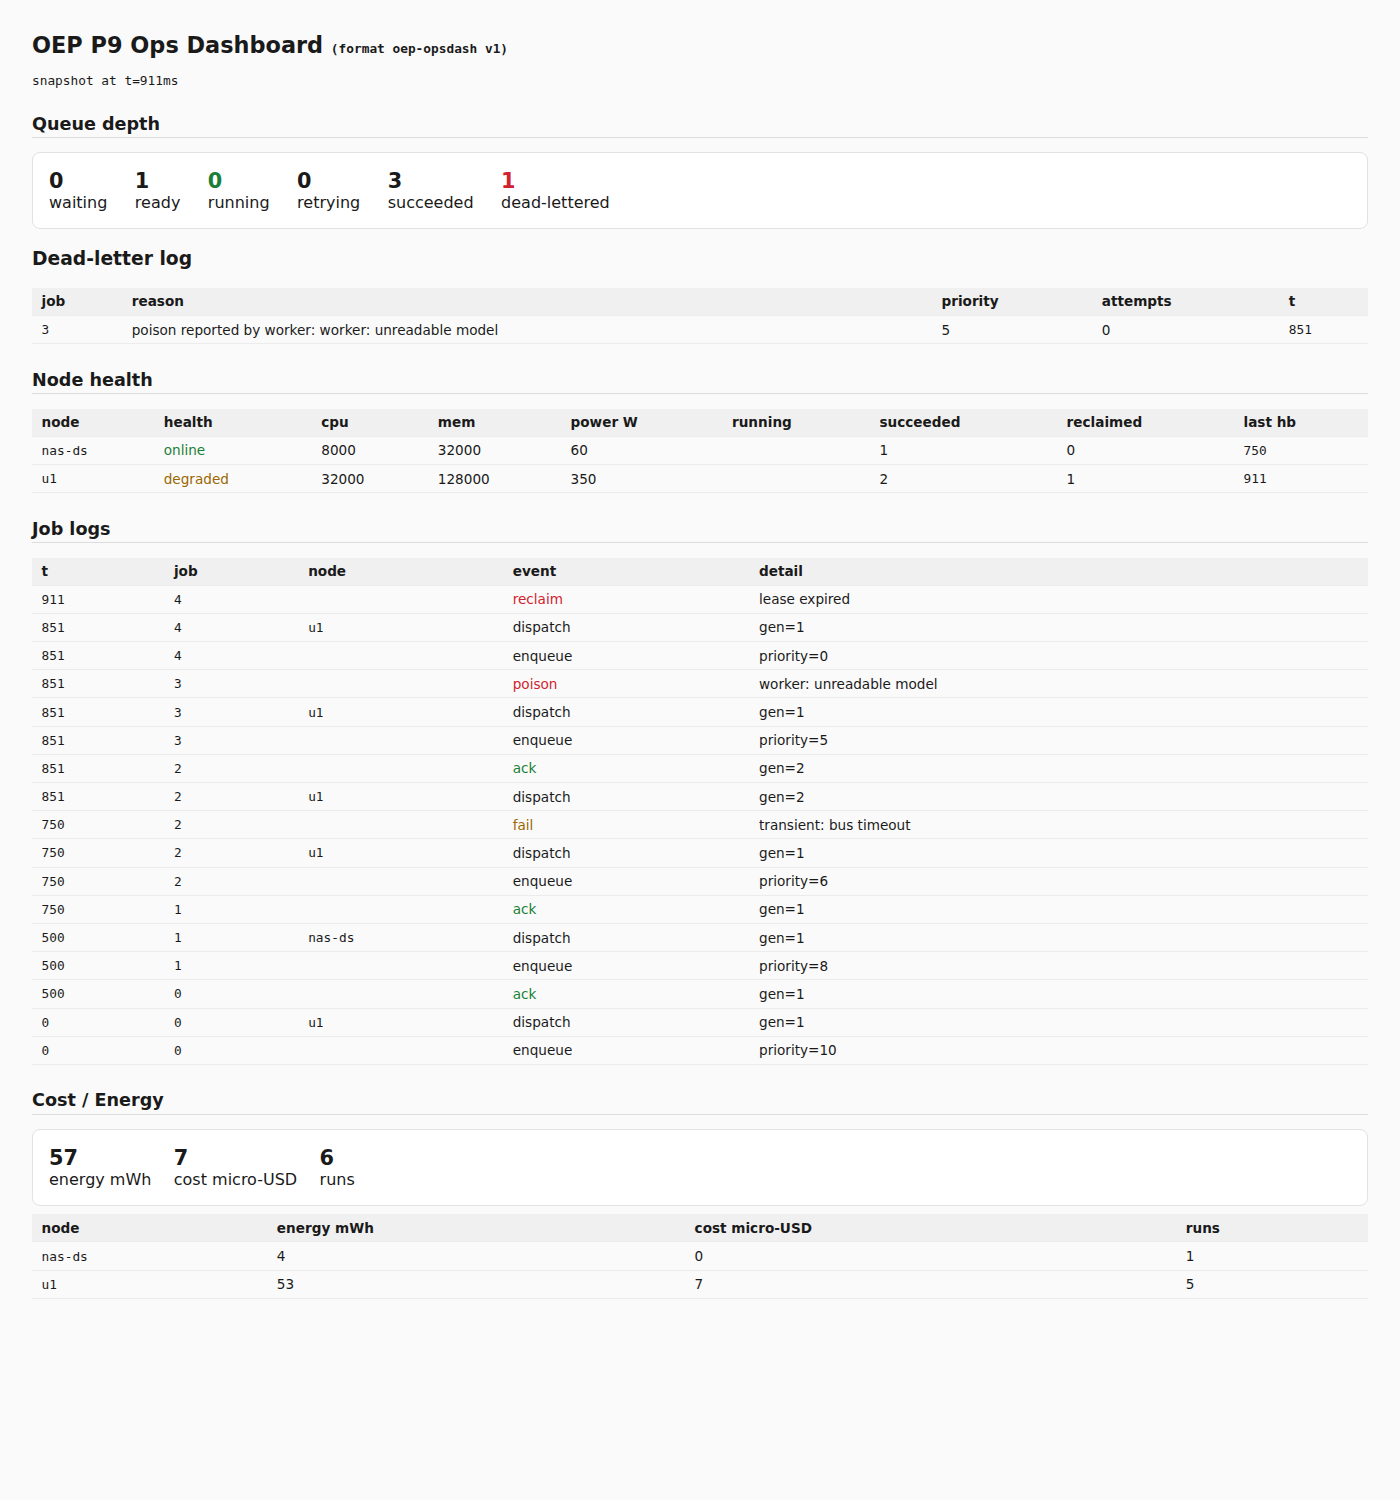 OEP P9 Ops Dashboard (format oep-opsdash v1)
snapshot at t=911ms
Queue depth
0 1 0 0 3 1
waiting ready running retrying succeeded dead-lettered
Dead-letter log
job reason priority attempts t
3 poison reported by worker: worker: unreadable model 5 0 851
Node health
node health cpu mem power W running succeeded reclaimed last hb
nas-ds online 8000 32000 60 1 0 750
u1 degraded 32000 128000 350 2 1 911
Job logs
t job node event detail
911 4 reclaim lease expired
851 4 u1 dispatch gen=1
851 4 enqueue priority=0
851 3 poison worker: unreadable model
851 3 u1 dispatch gen=1
851 3 enqueue priority=5
851 2 ack gen=2
851 2 u1 dispatch gen=2
750 2 fail transient: bus timeout
750 2 u1 dispatch gen=1
750 2 enqueue priority=6
750 1 ack gen=1
500 1 nas-ds dispatch gen=1
500 1 enqueue priority=8
500 0 ack gen=1
0 0 u1 dispatch gen=1
0 0 enqueue priority=10
Cost / Energy
57 7 6
energy mWh cost micro-USD runs
node energy mWh cost micro-USD runs
nas-ds 4 0 1
u1 53 7 5